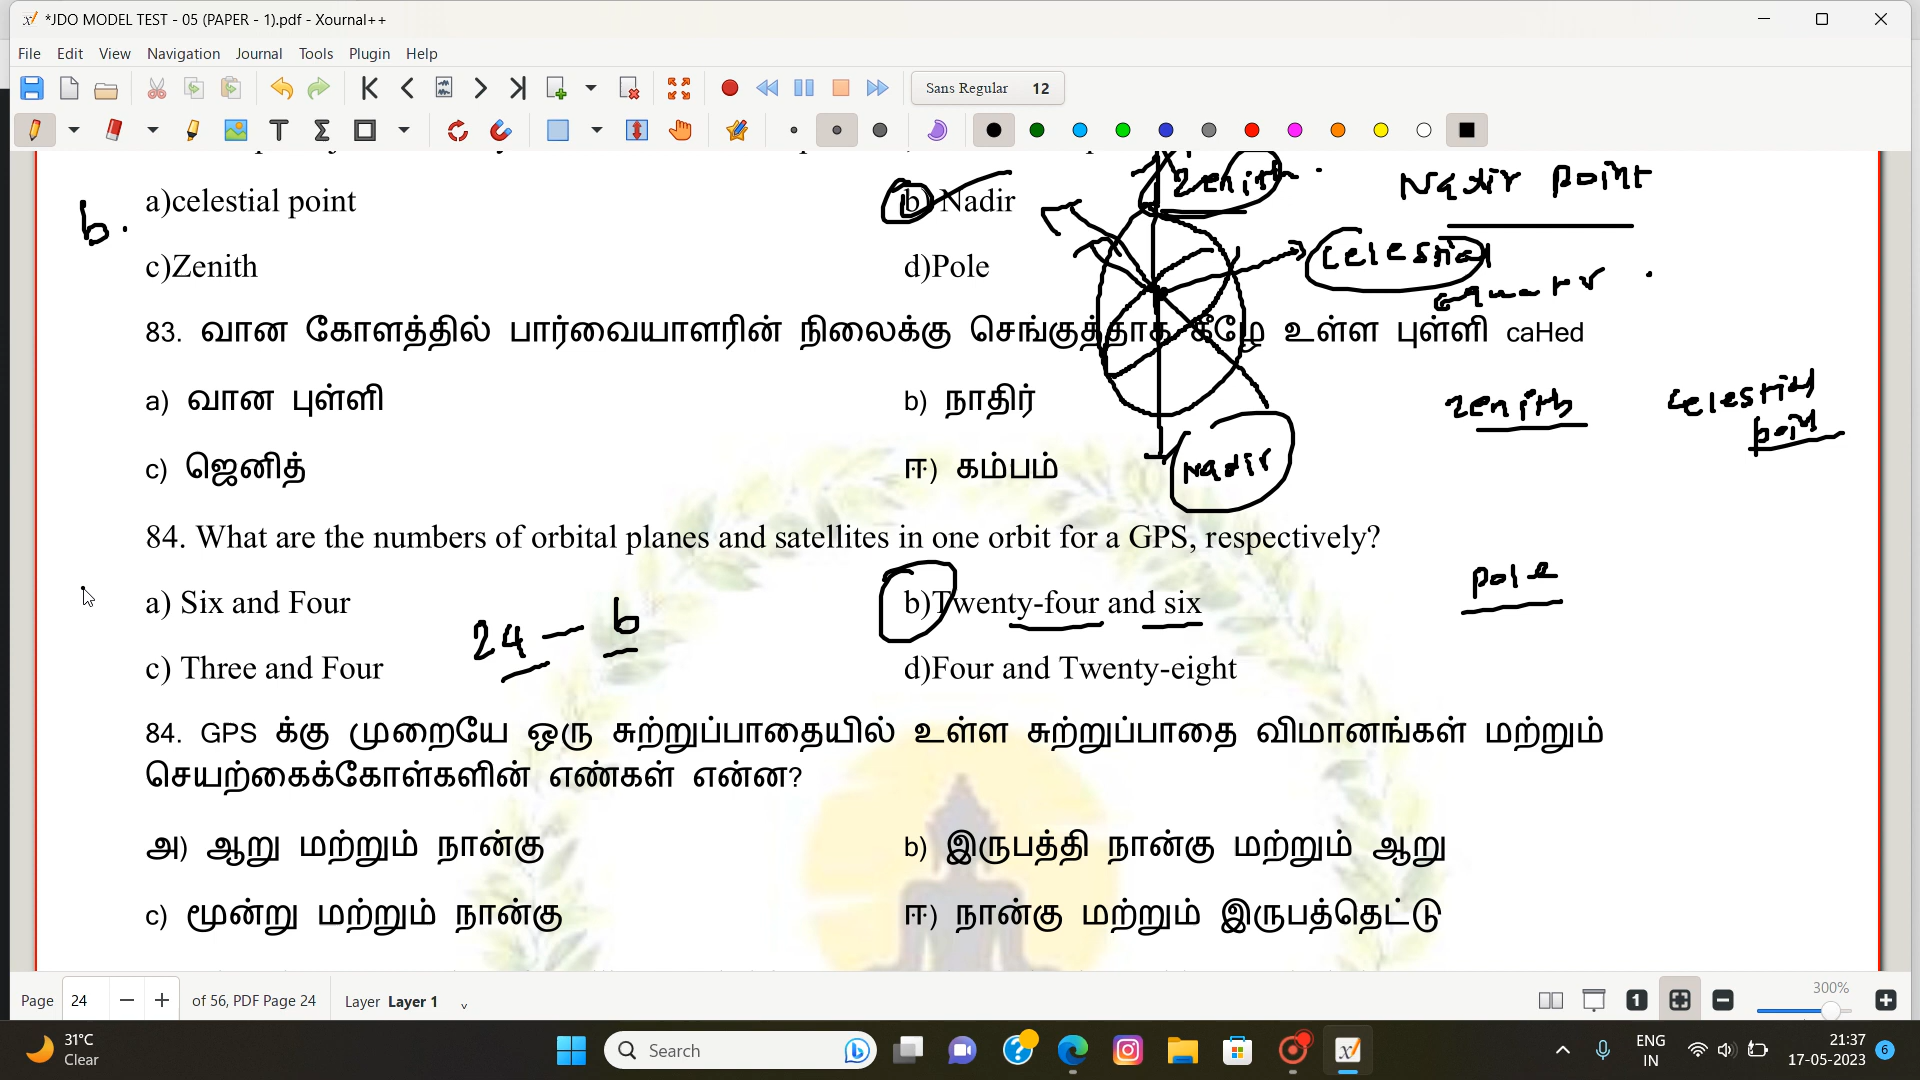 *JDO MODEL TEST - 05 (PAPER - 1).pdf - Xournal++
File Edit View Navigation Journal Tools Plugin Help
Sans Regular 12
a)celestial point b) Nadir
b.
zenith
Nadir point
c)Zenith d)Pole
celestial
equator
83. வான கோளத்தில் பார்வையாளரின் நிலைக்கு செங்குத்தாக கீழே உள்ள புள்ளி caHed
a) வான புள்ளி b) நாதிர்
zenith
celestial
point
c) ஜெனித் ஈ) கம்பம்
Nadir
84. What are the numbers of orbital planes and satellites in one orbit for a GPS, respectively?
a) Six and Four b)Twenty-four and six
pole
24 – 6
c) Three and Four d)Four and Twenty-eight
84. GPS க்கு முறையே ஒரு சுற்றுப்பாதையில் உள்ள சுற்றுப்பாதை விமானங்கள் மற்றும்
செயற்கைக்கோள்களின் எண்கள் என்ன?
அ) ஆறு மற்றும் நான்கு b) இருபத்தி நான்கு மற்றும் ஆறு
c) மூன்று மற்றும் நான்கு ஈ) நான்கு மற்றும் இருபத்தெட்டு
Page 24 of 56, PDF Page 24 Layer Layer 1 300%
31°C
Clear
Search
ENG
IN
21:37
17-05-2023
6